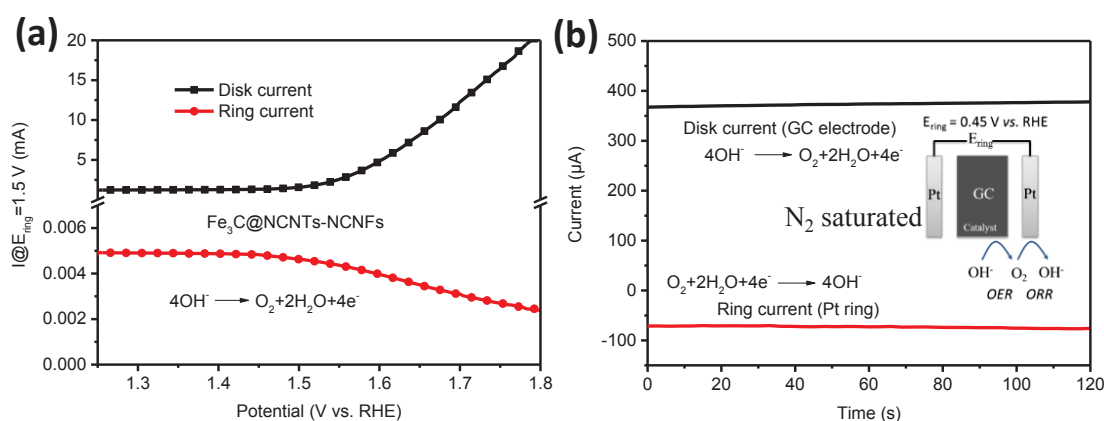 (a)
20
15
10
5
0.006
0.004
0.002
0.000
I@E_ring=1.5 V (mA)
Disk current
Ring current
Fe₃C@NCNTs-NCNFs
4OH⁻ ⟶ O₂+2H₂O+4e⁻
1.3 1.4 1.5 1.6 1.7 1.8
Potential (V vs. RHE)
(b)
500
400
300
200
100
0
-100
Current (µA)
Disk current (GC electrode)
4OH⁻ ⟶ O₂+2H₂O+4e⁻
N₂ saturated
E_ring = 0.45 V vs. RHE
E_ring
Pt GC Pt
Catalyst
OH⁻ O₂ OH⁻
OER ORR
O₂+2H₂O+4e⁻ ⟶ 4OH⁻
Ring current (Pt ring)
0 20 40 60 80 100 120
Time (s)